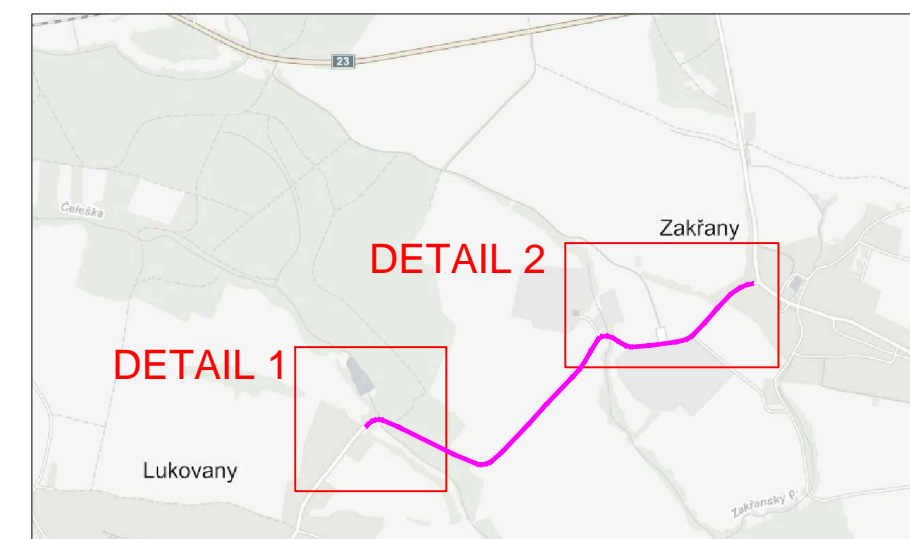 23
Čeleška
Zakřany
DETAIL 2
DETAIL 1
Lukovany
Zakřanský p.